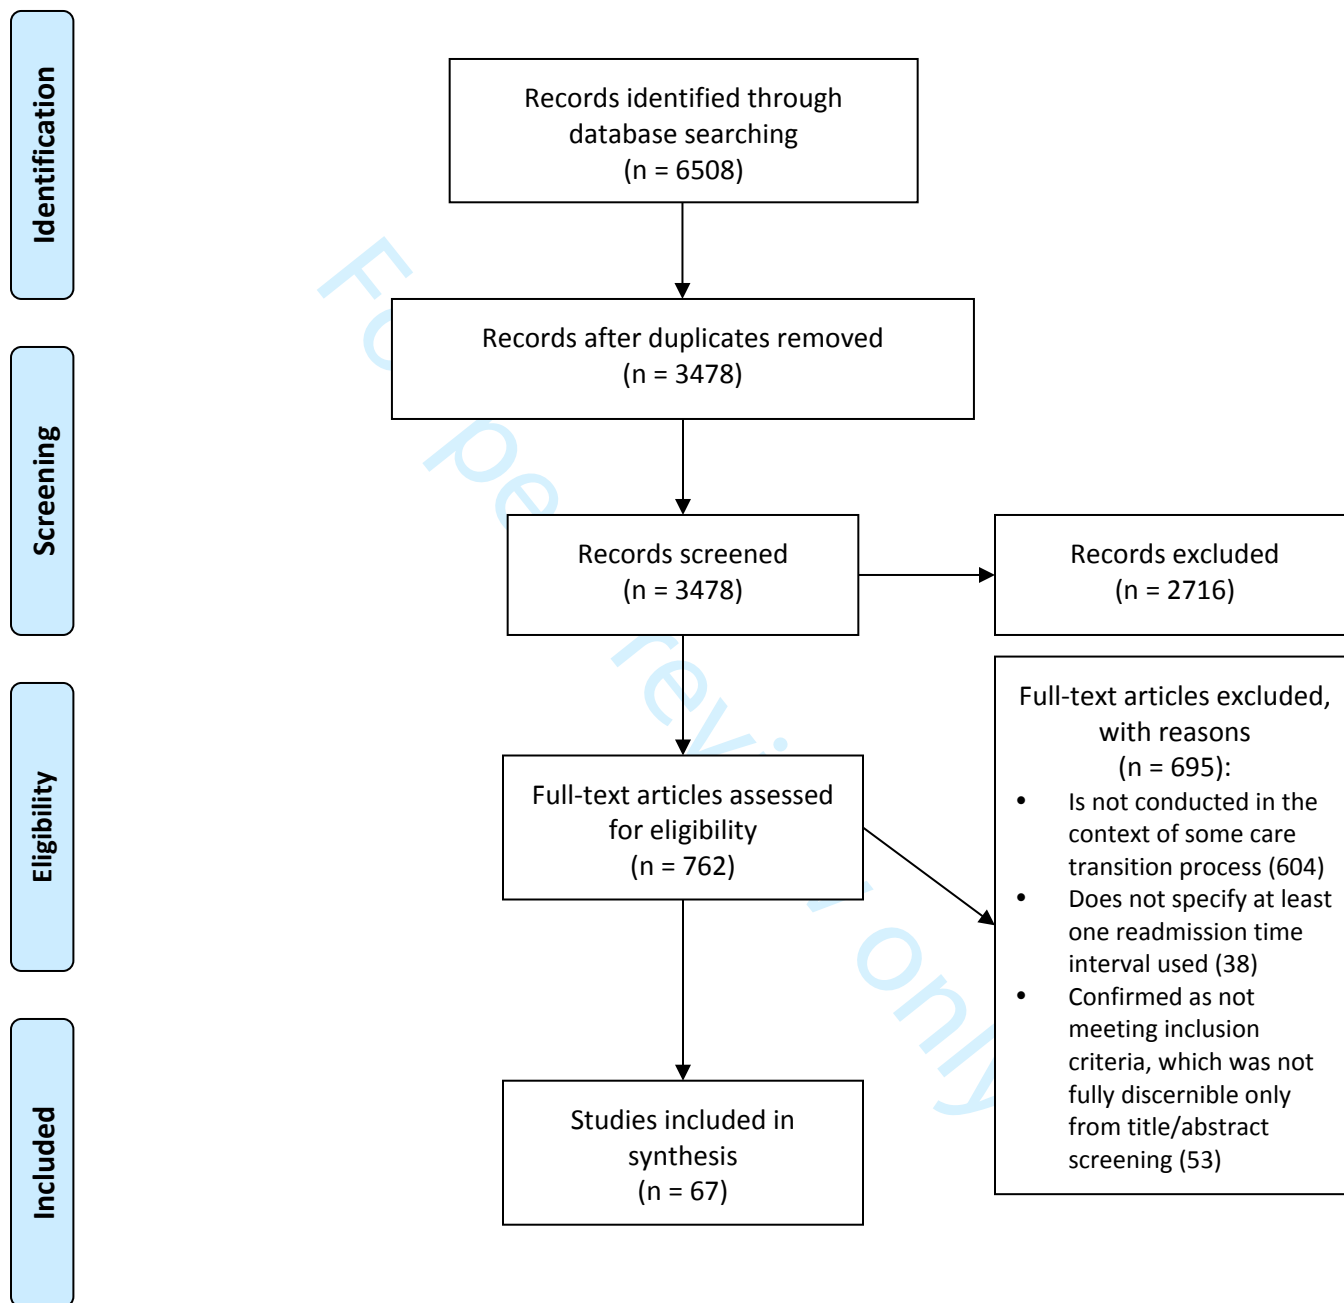 Identification
Records identified through
database searching
(n = 6508)
Records after duplicates removed
(n = 3478)
Screening
Records screened
(n = 3478)
Records excluded
(n = 2716)
Eligibility
Full-text articles assessed
for eligibility
(n = 762)
Full-text articles excluded,
with reasons
(n = 695):
• Is not conducted in the
context of some care
transition process (604)
• Does not specify at least
one readmission time
interval used (38)
• Confirmed as not
meeting inclusion
criteria, which was not
fully discernible only
from title/abstract
screening (53)
Included
Studies included in
synthesis
(n = 67)
For peer review only